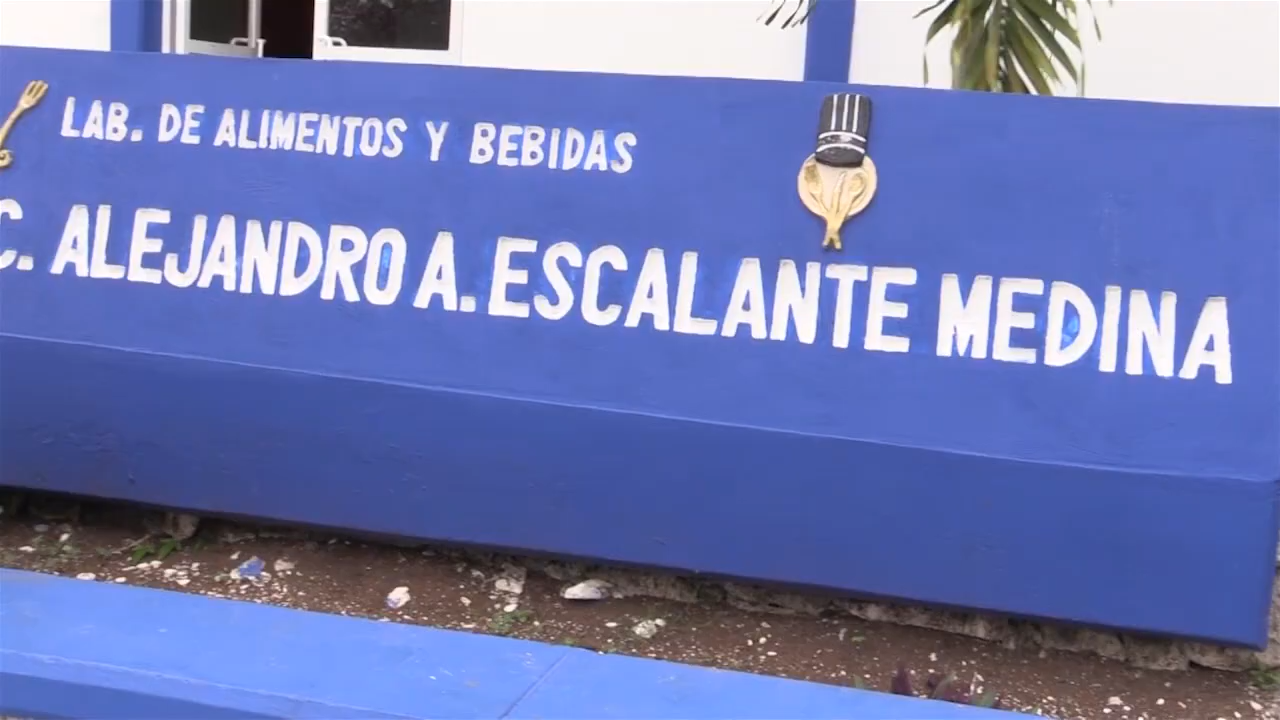 LAB. DE ALIMENTOS Y BEBIDAS
C. ALEJANDRO A. ESCALANTE MEDINA